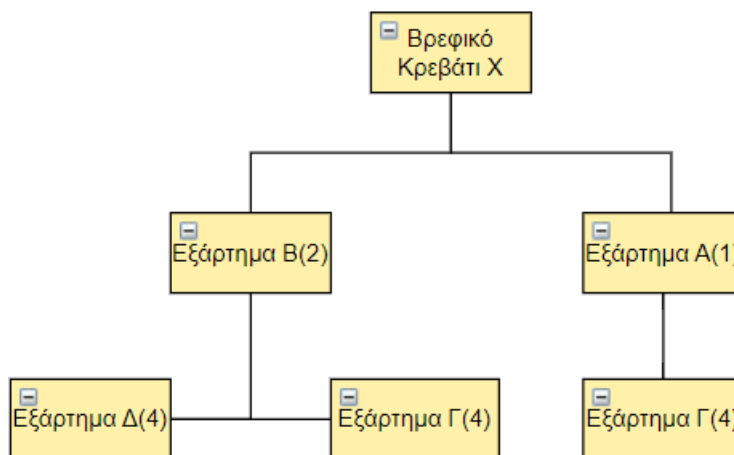 Βρεφικό
Κρεβάτι Χ
Εξάρτημα Β(2)
Εξάρτημα Α(1)
Εξάρτημα Δ(4)
Εξάρτημα Γ(4)
Εξάρτημα Γ(4)